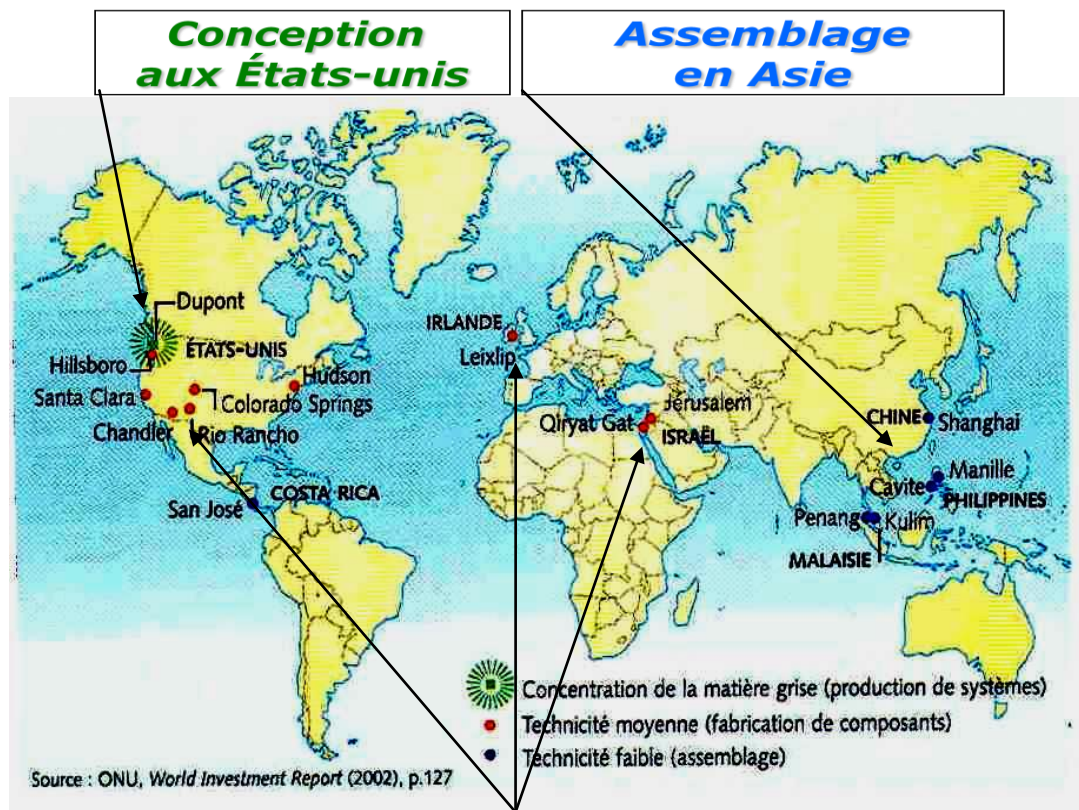 Conception
aux États-unis
Assemblage
en Asie
Dupont
Hillsboro
ÉTATS-UNIS
Hudson
Santa Clara
Colorado Springs
Chandler
Rio Rancho
COSTA RICA
San José
IRLANDE
Leixlip
Jérusalem
Qiryat Gat
ISRAËL
CHINE
Shanghai
Manille
Cavite
PHILIPPINES
Penang
Kulim
MALAISIE
Concentration de la matière grise (production de systèmes)
Technicité moyenne (fabrication de composants)
Technicité faible (assemblage)
Source : ONU, World Investment Report (2002), p.127